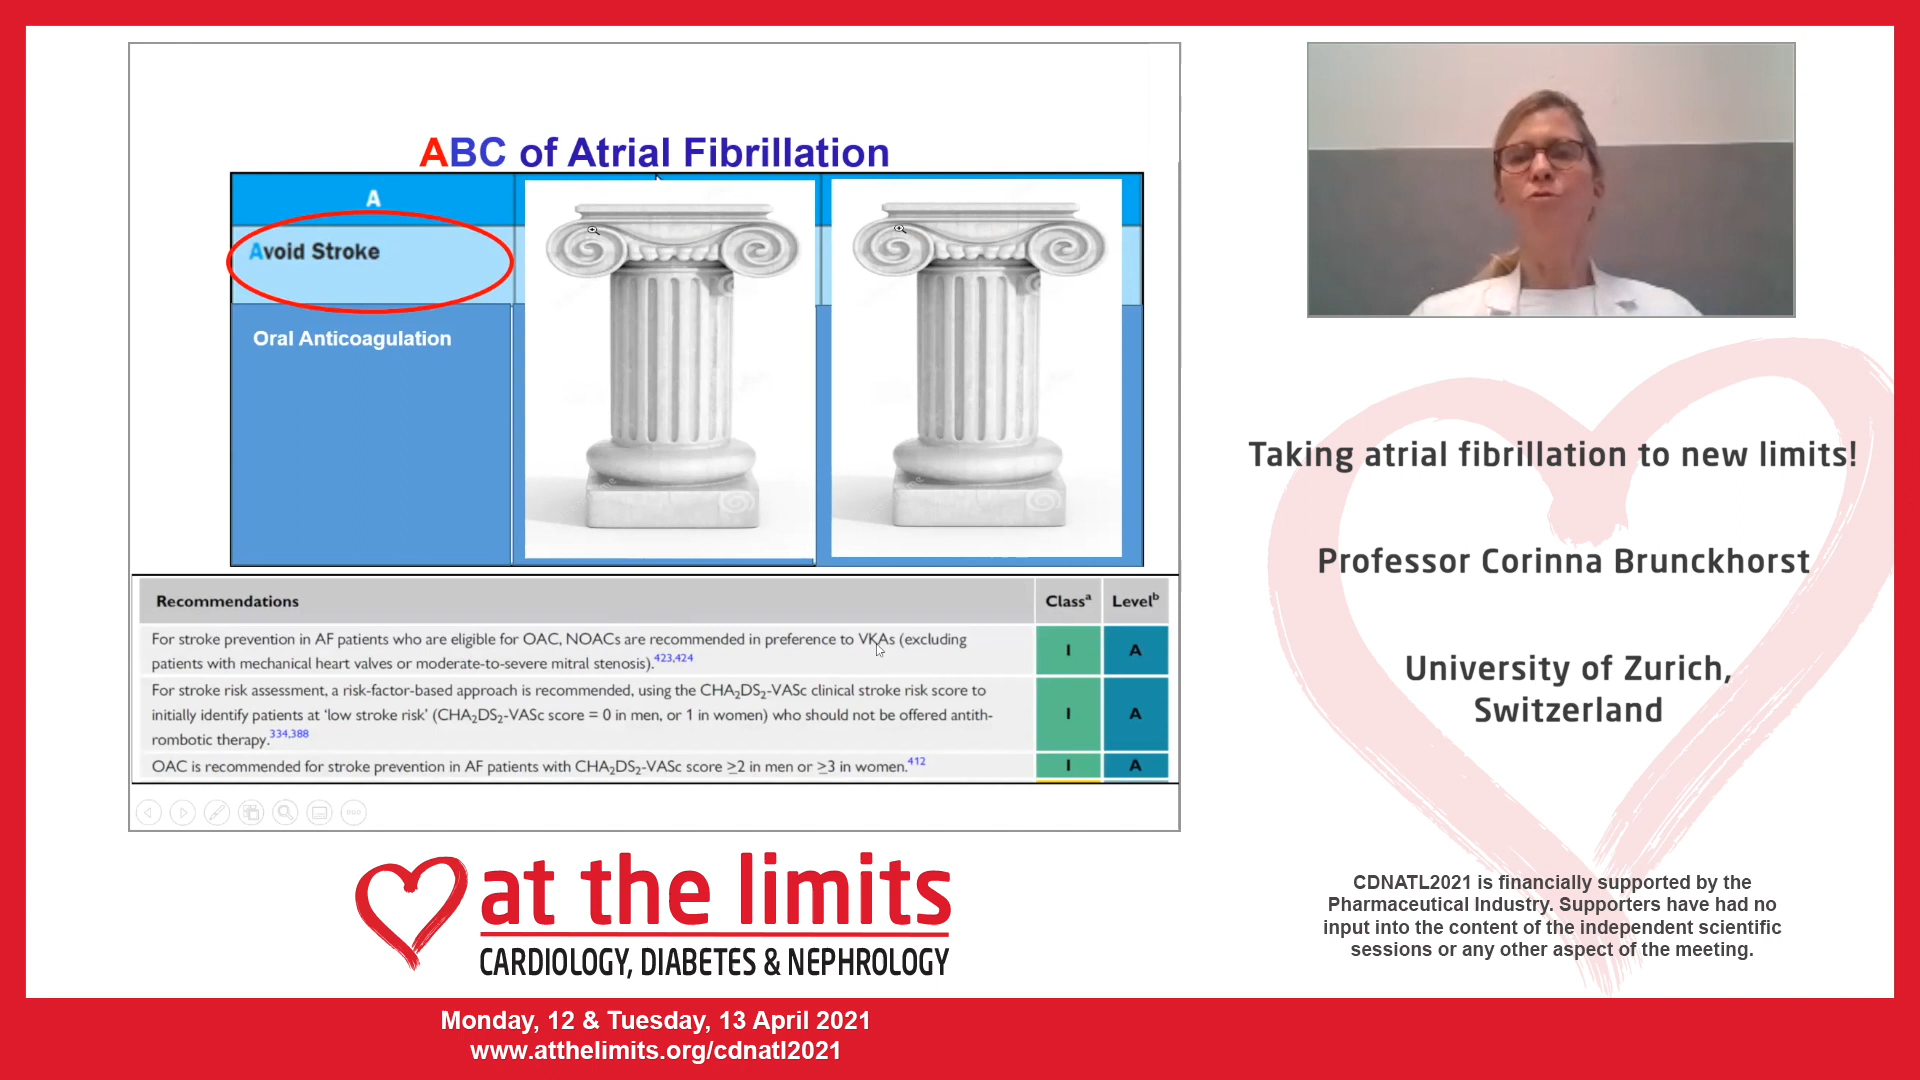 ABC of Atrial Fibrillation
A
Avoid Stroke
Oral Anticoagulation
Recommendations Classᵃ Levelᵇ
For stroke prevention in AF patients who are eligible for OAC, NOACs are recommended in preference to VKAs (excluding
patients with mechanical heart valves or moderate-to-severe mitral stenosis).423,424
I A
For stroke risk assessment, a risk-factor-based approach is recommended, using the CHA₂DS₂-VASc clinical stroke risk score to
initially identify patients at ‘low stroke risk’ (CHA₂DS₂-VASc score = 0 in men, or 1 in women) who should not be offered antith-
rombotic therapy.334,388
I A
OAC is recommended for stroke prevention in AF patients with CHA₂DS₂-VASc score ≥2 in men or ≥3 in women.412
I A
at the limits
CARDIOLOGY, DIABETES & NEPHROLOGY
Taking atrial fibrillation to new limits!
Professor Corinna Brunckhorst
University of Zurich,
Switzerland
CDNATL2021 is financially supported by the
Pharmaceutical Industry. Supporters have had no
input into the content of the independent scientific
sessions or any other aspect of the meeting.
Monday, 12 & Tuesday, 13 April 2021
www.atthelimits.org/cdnatl2021